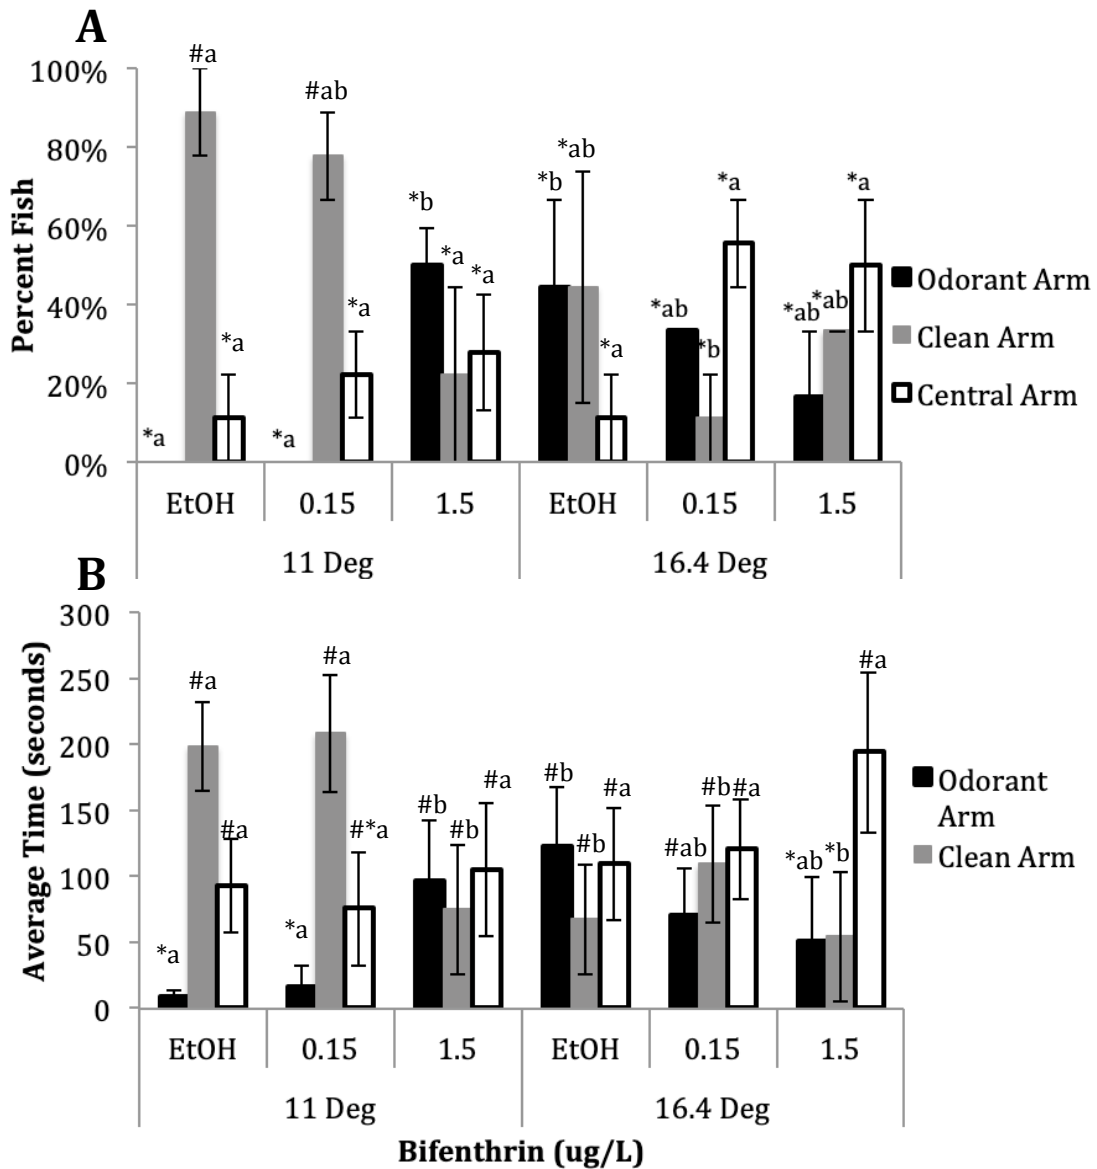 A
#a
100%
#ab
80%
*ab
*b
*a
*a
*b
60%
Percent Fish
*a
*a
Odorant Arm
40%
*a
*ab
*ab
*ab
Clean Arm
*a
*a
*b
20%
Central Arm
*a
*a
0%
EtOH 0.15 1.5 EtOH 0.15 1.5
11 Deg 16.4 Deg
B
300
#a
#a
250
#a
Average Time (seconds)
200
#b
#a
#a
#b#a
Odorant
Arm
150
#b
#a
#*a
#b
#b
#ab
*ab
*b
Clean Arm
100
*a
*a
50
0
EtOH 0.15 1.5 EtOH 0.15 1.5
11 Deg 16.4 Deg
Bifenthrin (ug/L)